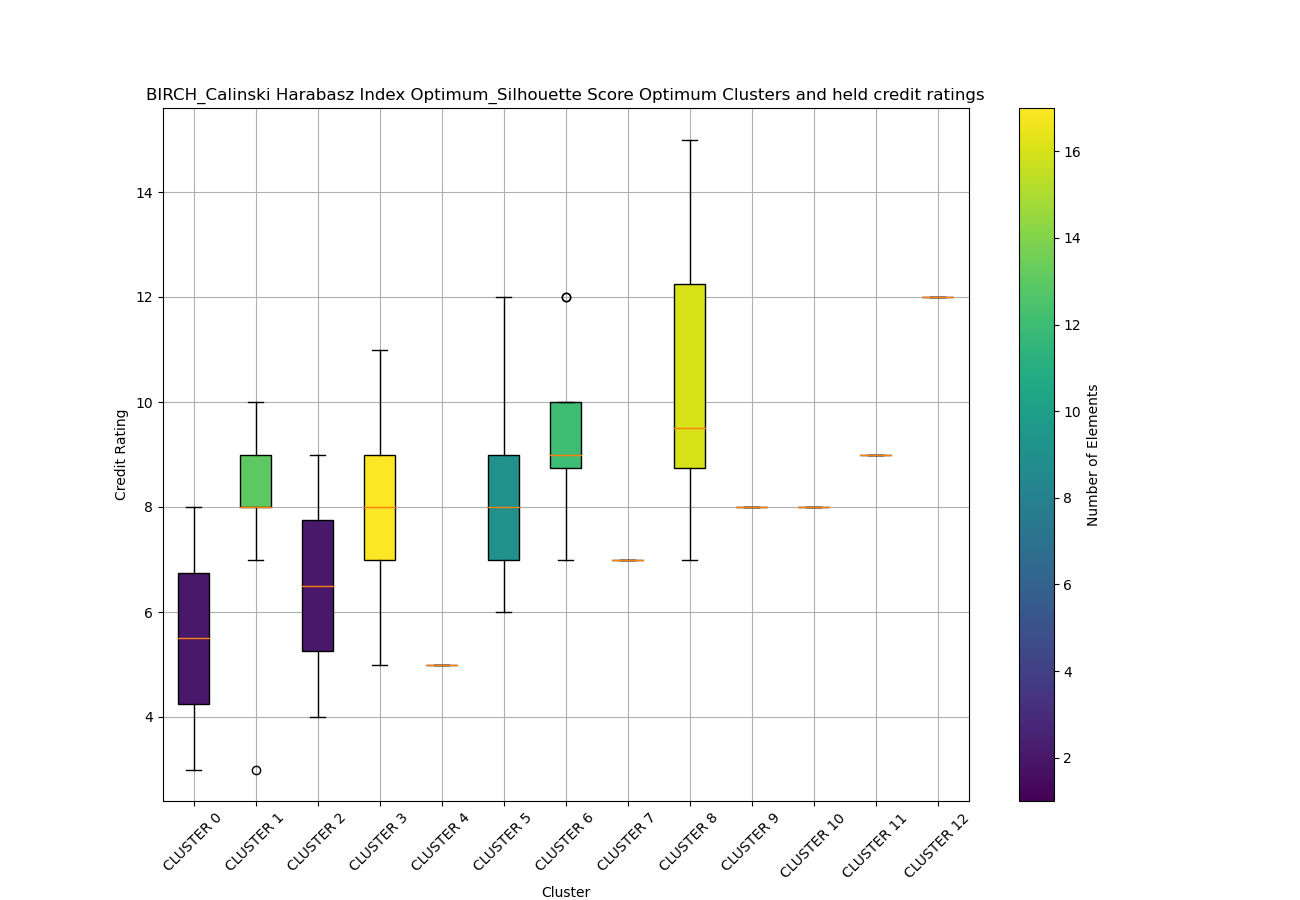 BIRCH_Calinski Harabasz Index Optimum_Silhouette Score Optimum Clusters and held credit ratings
Credit Rating
14
12
10
8
6
4
CLUSTER 0
CLUSTER 1
CLUSTER 2
CLUSTER 3
CLUSTER 4
CLUSTER 5
CLUSTER 6
CLUSTER 7
CLUSTER 8
CLUSTER 9
CLUSTER 10
CLUSTER 11
CLUSTER 12
Cluster
16
14
12
10
8
6
4
2
Number of Elements